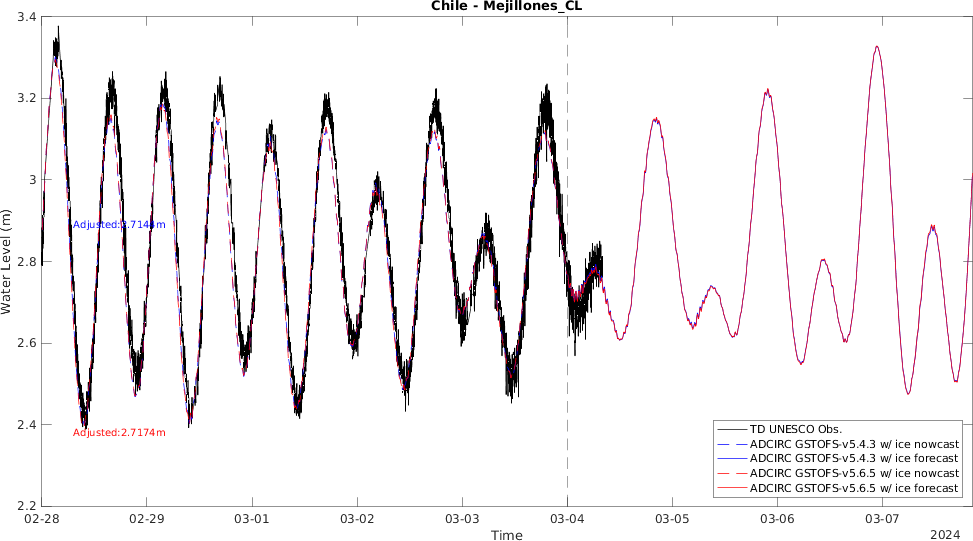 Chile - Mejillones_CL
3.4
3.2
3
2.8
2.6
2.4
2.2
Water Level (m)
Adjusted:2.7144m
Adjusted:2.7174m
TD UNESCO Obs.
ADCIRC GSTOFS-v5.4.3 w/ ice nowcast
ADCIRC GSTOFS-v5.4.3 w/ ice forecast
ADCIRC GSTOFS-v5.6.5 w/ ice nowcast
ADCIRC GSTOFS-v5.6.5 w/ ice forecast
02-28 02-29 03-01 03-02 03-03 03-04 03-05 03-06 03-07
Time
2024